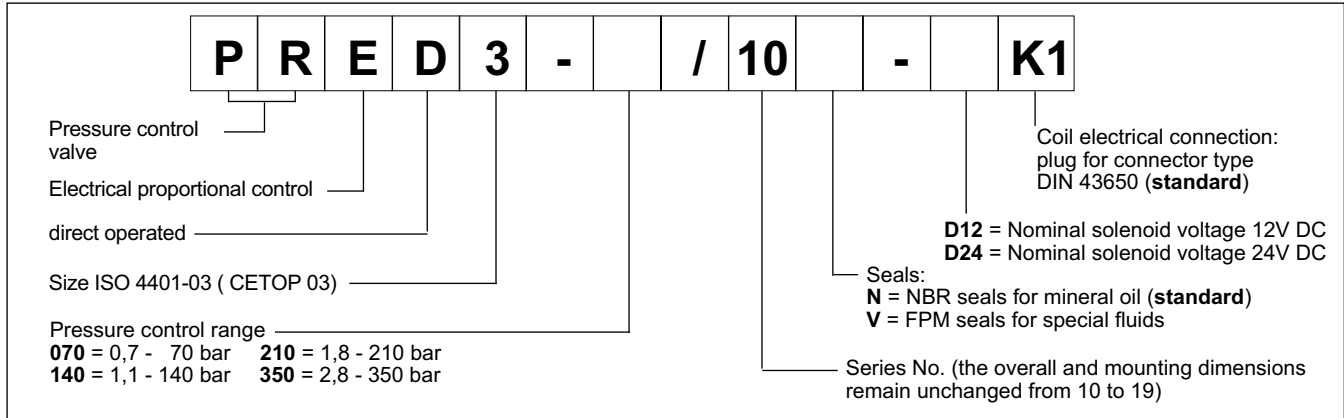 P R E D 3 - / 10 - K1
Pressure control
valve
Electrical proportional control
direct operated
Size ISO 4401-03 ( CETOP 03)
Pressure control range
070 = 0,7 - 70 bar 210 = 1,8 - 210 bar
140 = 1,1 - 140 bar 350 = 2,8 - 350 bar
Coil electrical connection:
plug for connector type
DIN 43650 (standard)
D12 = Nominal solenoid voltage 12V DC
D24 = Nominal solenoid voltage 24V DC
Seals:
N = NBR seals for mineral oil (standard)
V = FPM seals for special fluids
Series No. (the overall and mounting dimensions
remain unchanged from 10 to 19)